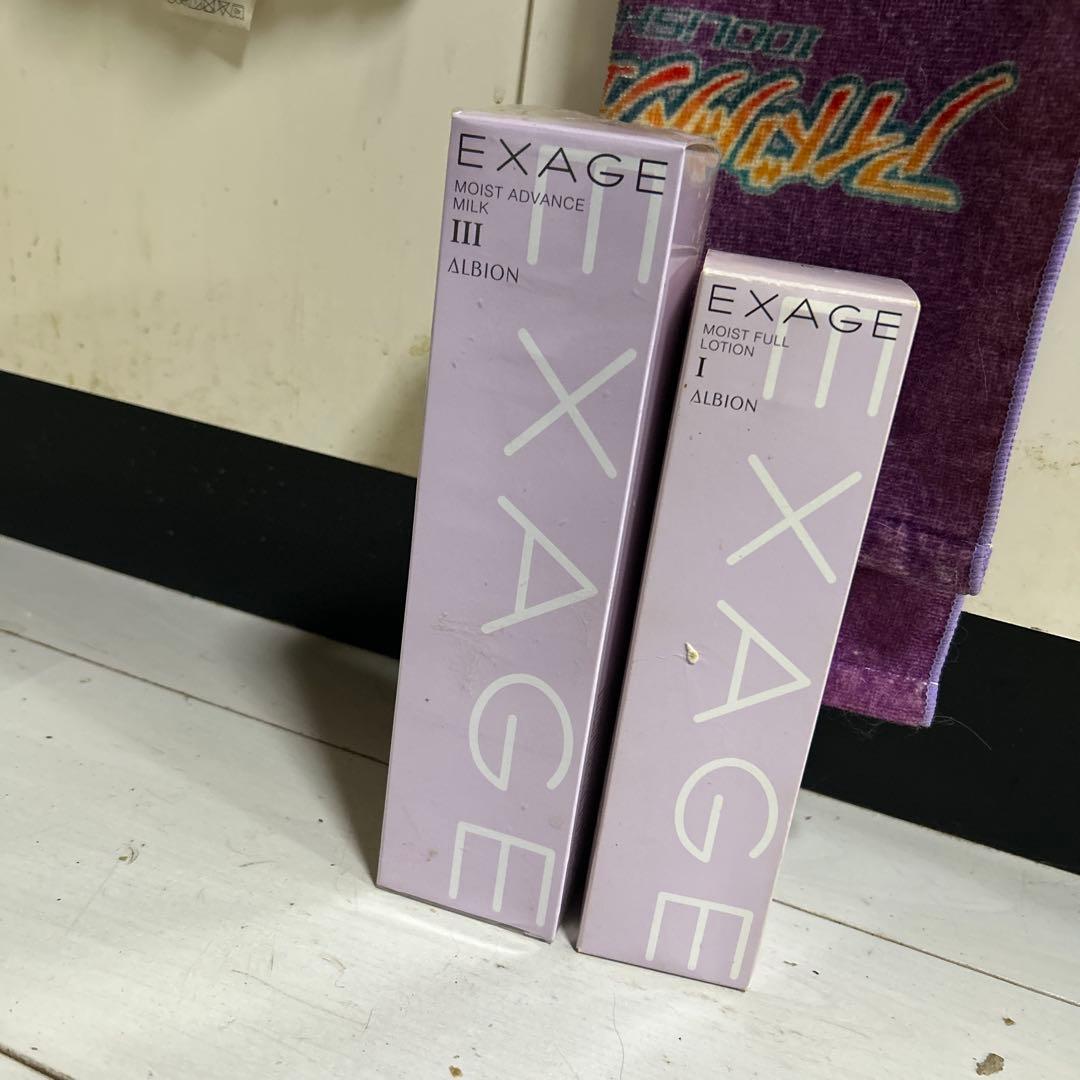 EXAGE
MOIST ADVANCE
MILK
III
ALBION
EXAGE
EXAGE
MOIST FULL
LOTION
I
ALBION
EXAGE